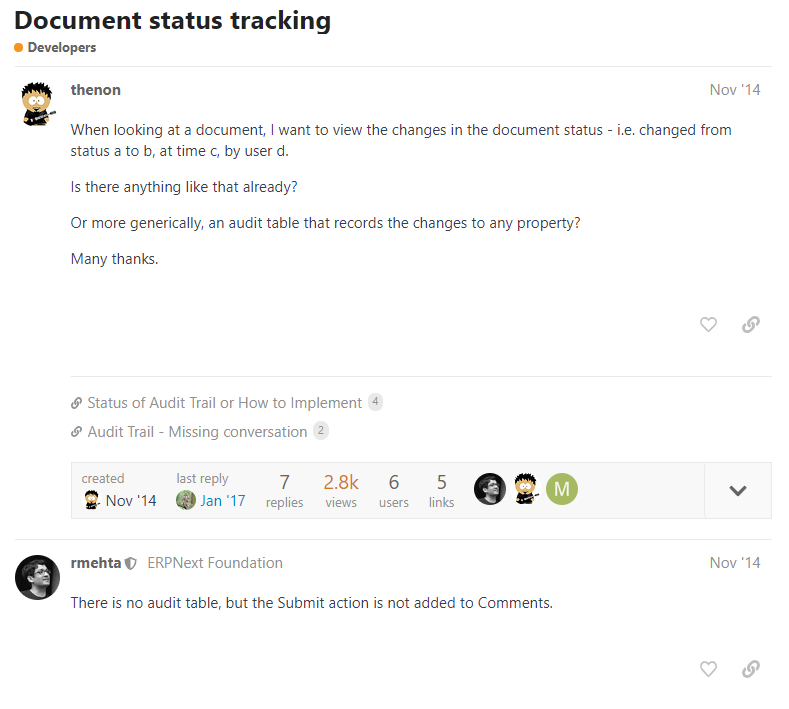 Document status tracking
Developers
thenon
Nov '14
When looking at a document, I want to view the changes in the document status - i.e. changed from
status a to b, at time c, by user d.
Is there anything like that already?
Or more generically, an audit table that records the changes to any property?
Many thanks.
Status of Audit Trail or How to Implement 4
Audit Trail - Missing conversation 2
created
Nov '14
last reply
Jan '17
7
replies
2.8k
views
6
users
5
links
M
rmehta ERPNext Foundation
Nov '14
There is no audit table, but the Submit action is not added to Comments.